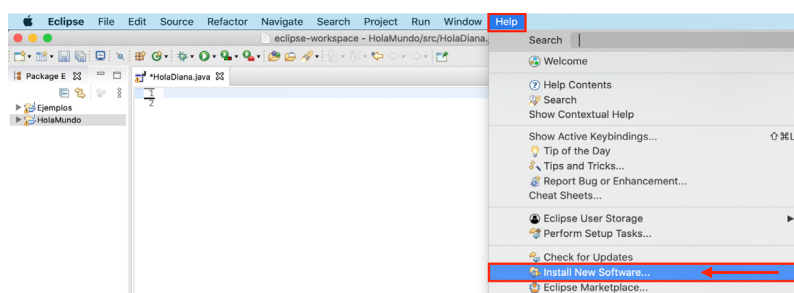 Eclipse File Edit Source Refactor Navigate Search Project Run Window Help
eclipse-workspace - HolaMundo/src/HolaDiana.
Package E
*HolaDiana.java
1
2
Ejemplos
HolaMundo
Search
Welcome
Help Contents
Search
Show Contextual Help
Show Active Keybindings... ⇧⌘L
Tip of the Day
Tips and Tricks...
Report Bug or Enhancement...
Cheat Sheets...
Eclipse User Storage
Perform Setup Tasks...
Check for Updates
Install New Software...
Eclipse Marketplace...